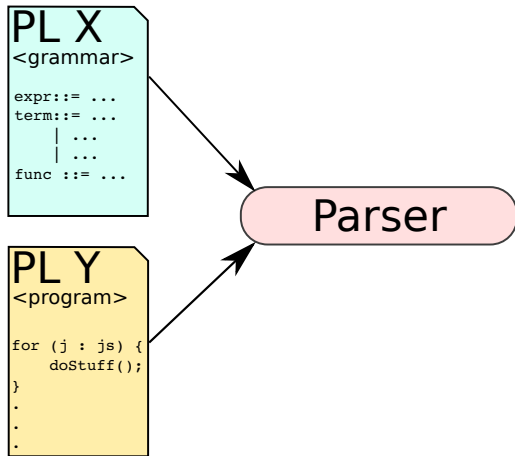 PL X
<grammar>
expr::= ...
term::= ...
    | ...
    | ...
func ::= ...
Parser
PL Y
<program>
for (j : js) {
    doStuff();
}
.
.
.